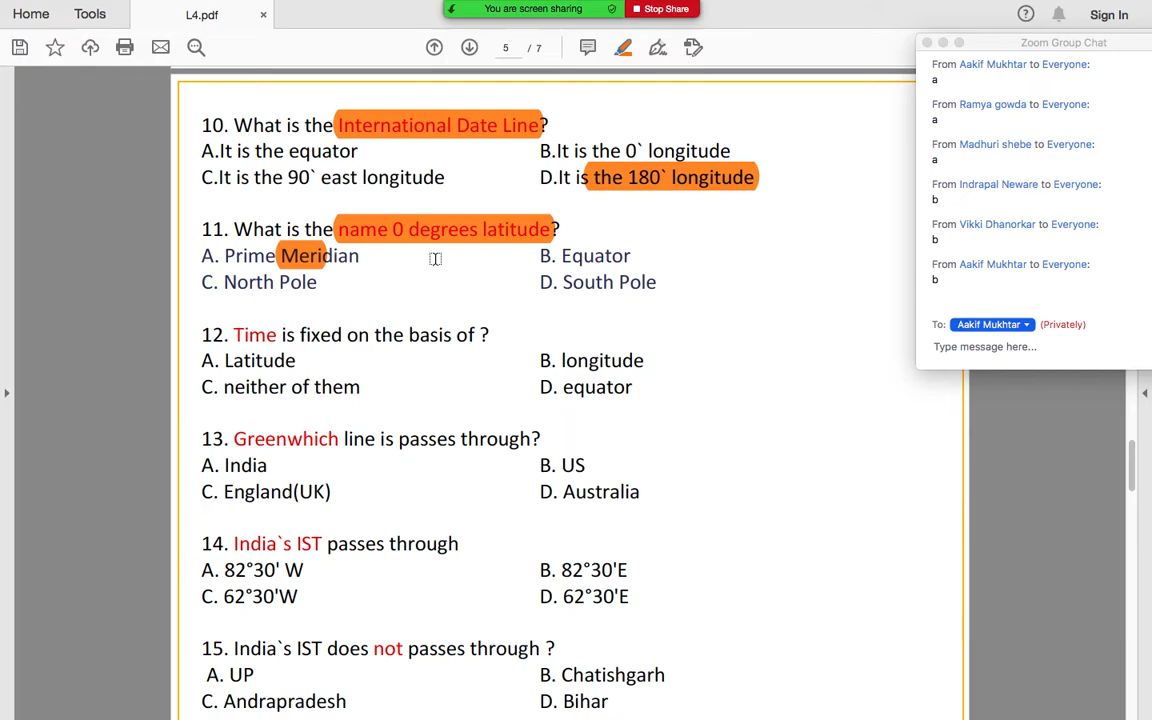 Home Tools L4.pdf ×
You are screen sharing Stop Share
? Sign In
5 / 7
Zoom Group Chat
From Aakif Mukhtar to Everyone:
a
From Ramya gowda to Everyone:
a
From Madhuri shebe to Everyone:
a
From Indrapal Neware to Everyone:
b
From Vikki Dhanorkar to Everyone:
b
From Aakif Mukhtar to Everyone:
b
To: Aakif Mukhtar (Privately)
Type message here...
10. What is the International Date Line?
A.It is the equator B.It is the 0` longitude
C.It is the 90` east longitude D.It is the 180` longitude
11. What is the name 0 degrees latitude?
A. Prime Meridian B. Equator
C. North Pole D. South Pole
12. Time is fixed on the basis of ?
A. Latitude B. longitude
C. neither of them D. equator
13. Greenwhich line is passes through?
A. India B. US
C. England(UK) D. Australia
14. India`s IST passes through
A. 82°30' W B. 82°30'E
C. 62°30'W D. 62°30'E
15. India`s IST does not passes through ?
A. UP B. Chatishgarh
C. Andrapradesh D. Bihar